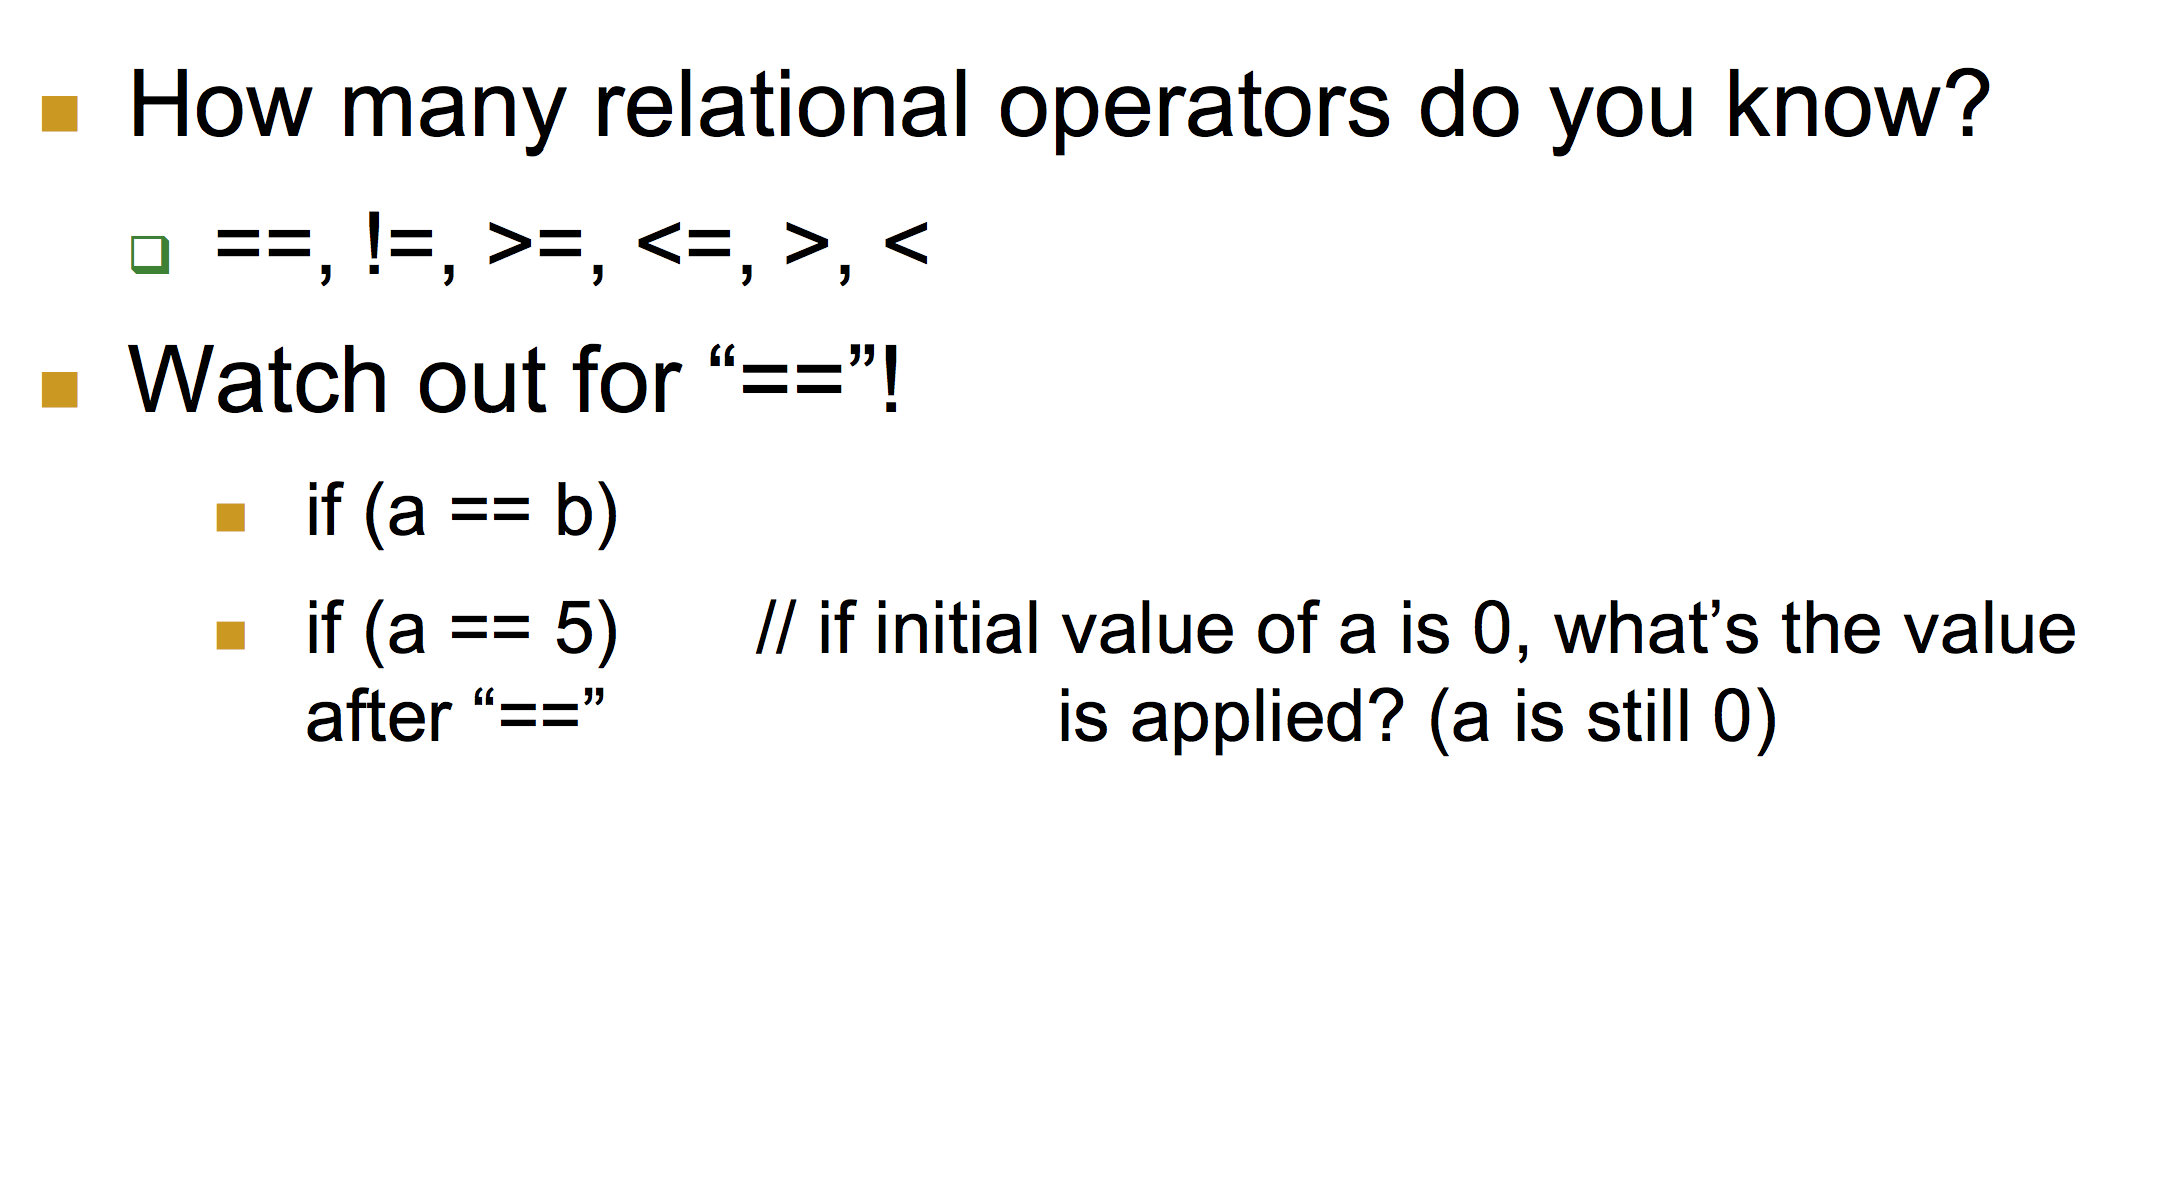 How many relational operators do you know?
==, !=, >=, <=, >, <
Watch out for “==”!
if (a == b)
if (a == 5) // if initial value of a is 0, what’s the value
after “==” is applied? (a is still 0)